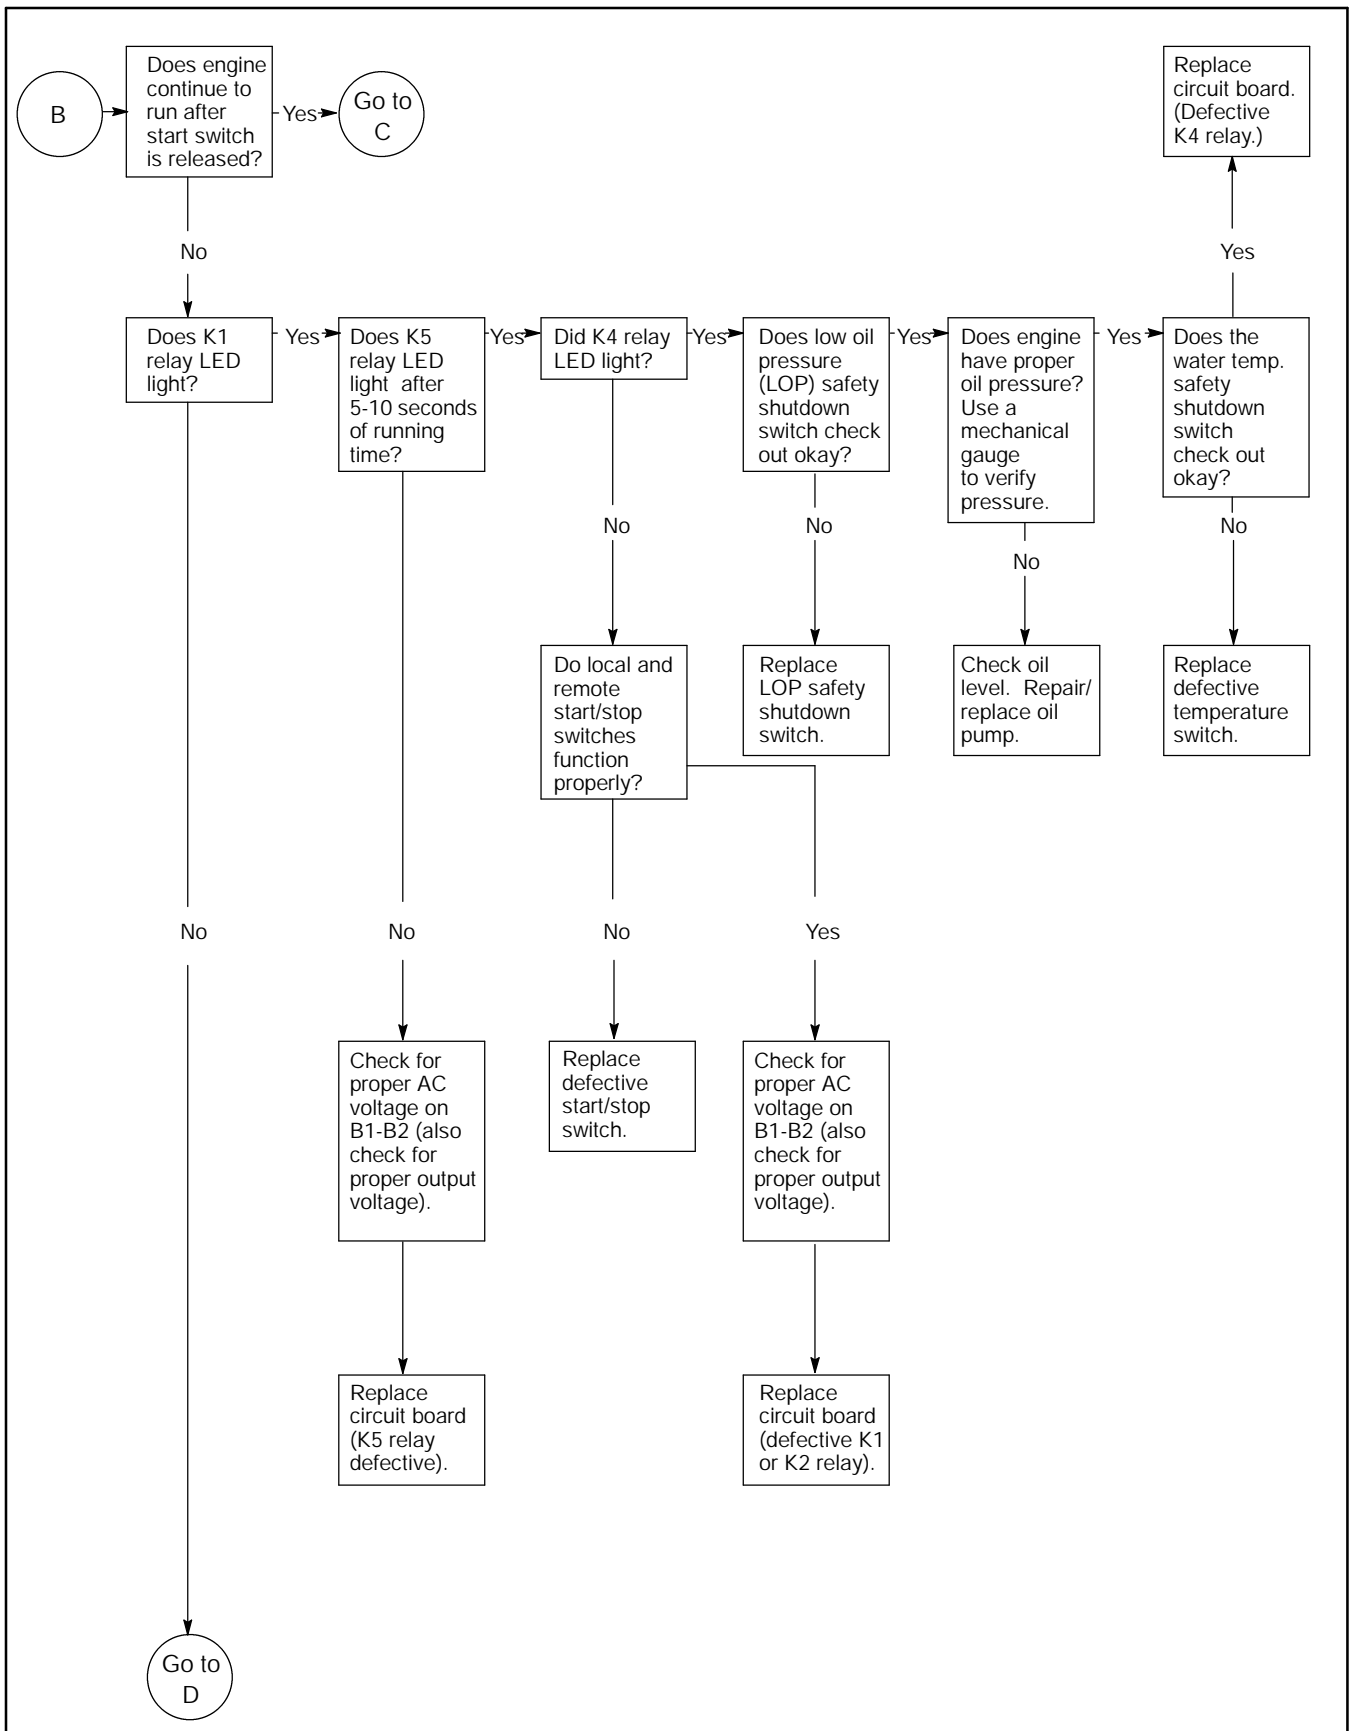 B
Does engine
continue to
run after
start switch
is released?
Yes
Go to
C
Replace
circuit board.
(Defective
K4 relay.)
No
Yes
Does K1
relay LED
light?
Yes
Does K5
relay LED
light after
5-10 seconds
of running
time?
Yes
Did K4 relay
LED light?
Yes
Does low oil
pressure
(LOP) safety
shutdown
switch check
out okay?
Yes
Does engine
have proper
oil pressure?
Use a
mechanical
gauge
to verify
pressure.
Yes
Does the
water temp.
safety
shutdown
switch
check out
okay?
No
No
No
No
Do local and
remote
start/stop
switches
function
properly?
Replace
LOP safety
shutdown
switch.
Check oil
level. Repair/
replace oil
pump.
Replace
defective
temperature
switch.
No
No
No
Yes
Check for
proper AC
voltage on
B1-B2 (also
check for
proper output
voltage).
Replace
defective
start/stop
switch.
Check for
proper AC
voltage on
B1-B2 (also
check for
proper output
voltage).
Replace
circuit board
(K5 relay
defective).
Replace
circuit board
(defective K1
or K2 relay).
Go to
D